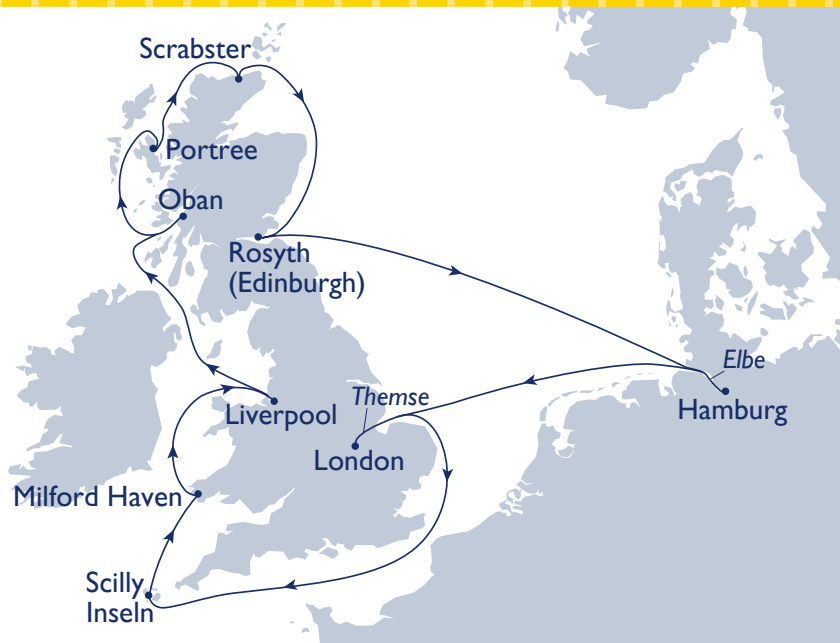 Scrabster
Portree
Oban
Rosyth
(Edinburgh)
Elbe
Themse
Hamburg
Liverpool
London
Milford Haven
Scilly
Inseln